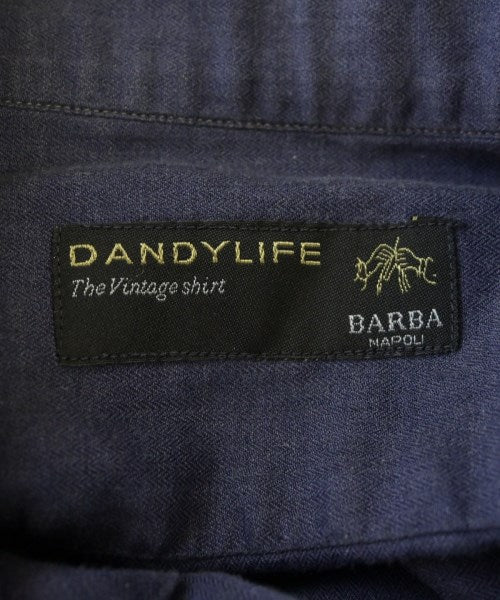 DANDYLIFE
The Vintage shirt
BARBA
NAPOLI